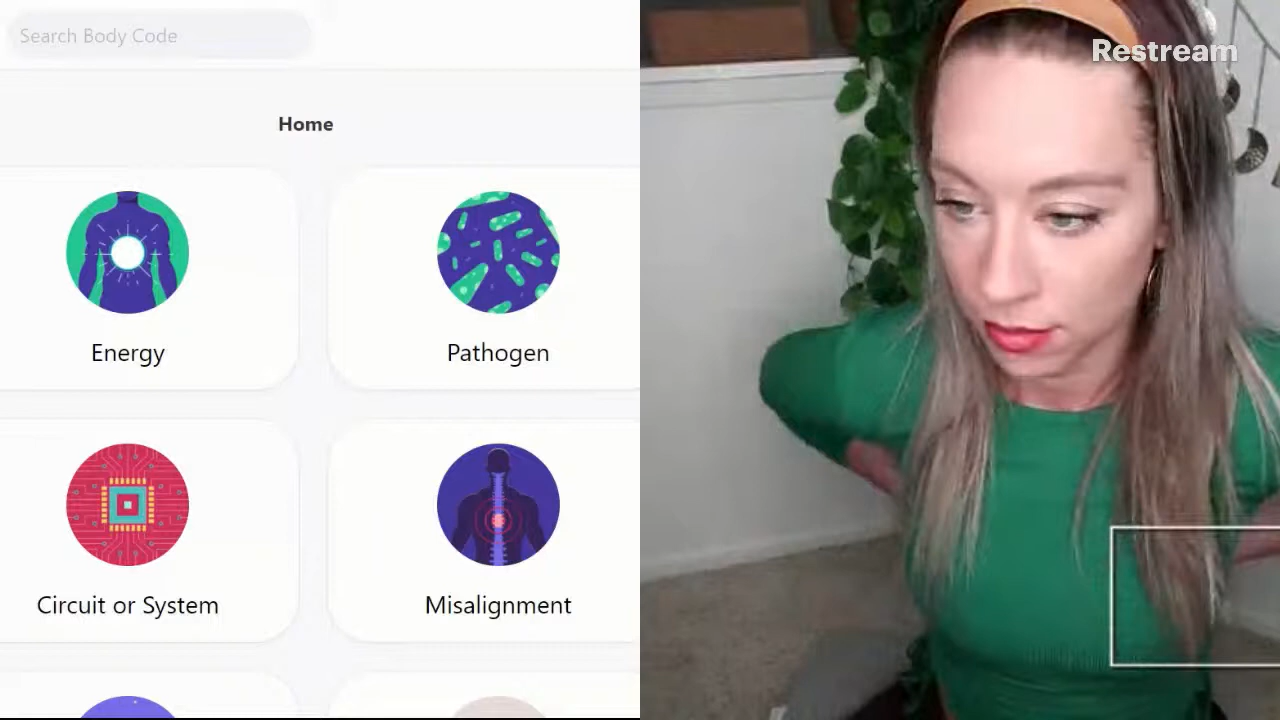 Search Body Code
Restream
Home
Energy
Pathogen
Circuit or System
Misalignment